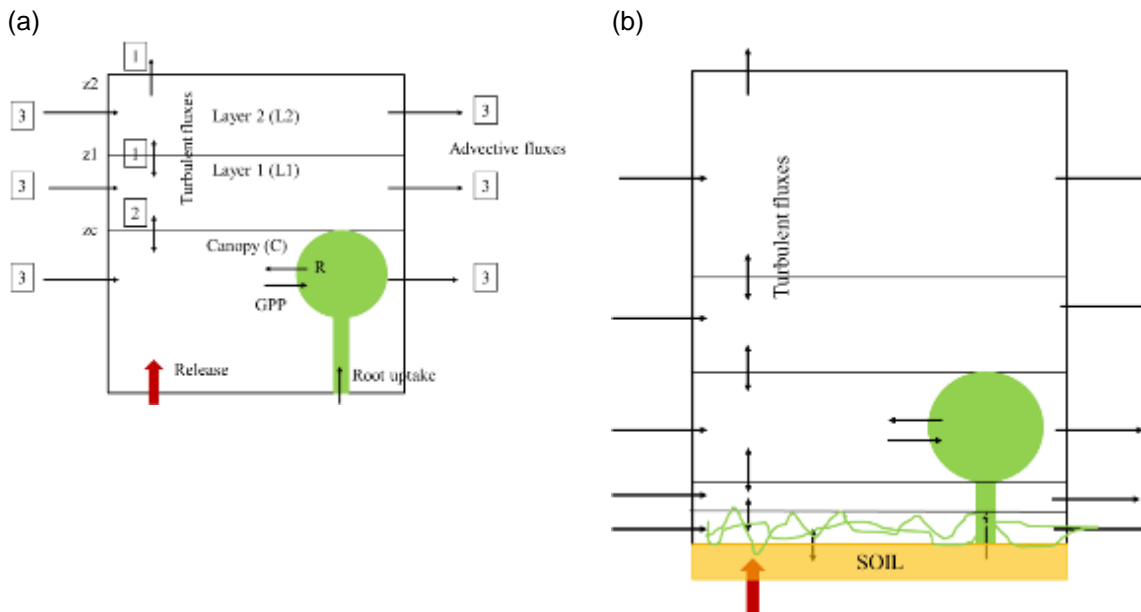 (a)
(b)
1
z2
3
Layer 2 (L2)
3
Turbulent fluxes
Advective fluxes
z1
1
Layer 1 (L1)
3
3
2
zc
Canopy (C)
3
R
3
GPP
Release
Root uptake
Turbulent fluxes
SOIL